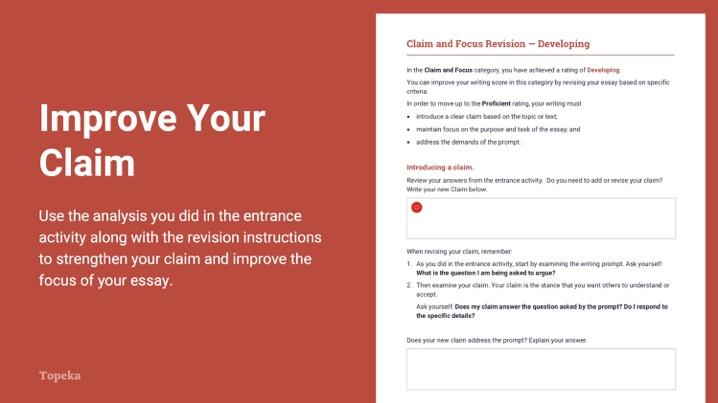 Improve Your
Claim
Use the analysis you did in the entrance
activity along with the revision instructions
to strengthen your claim and improve the
focus of your essay.
Topeka
Claim and Focus Revision — Developing
In the Claim and Focus category, you have achieved a rating of Developing.
You can improve your writing score in this category by revising your essay based on specific
criteria.
In order to move up to the Proficient rating, your writing must
• introduce a clear claim based on the topic or text;
• maintain focus on the purpose and task of the essay, and
• address the demands of the prompt.
Introducing a claim.
Review your answers from the entrance activity. Do you need to add or revise your claim?
Write your new Claim below.
When revising your claim, remember:
1. As you did in the entrance activity, start by examining the writing prompt. Ask yourself:
What is the question I am being asked to argue?
2. Then examine your claim. Your claim is the stance that you want others to understand or
accept.
Ask yourself: Does my claim answer the question asked by the prompt? Do I respond to
the specific details?
Does your new claim address the prompt? Explain your answer.